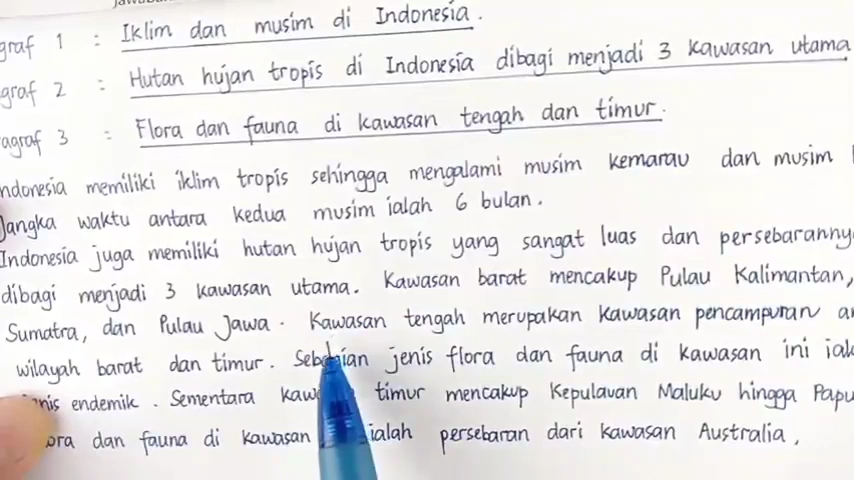 graf 1 : Iklim dan musim di Indonesia.
graf 2 : Hutan hujan tropis di Indonesia dibagi menjadi 3 kawasan utama
agraf 3 : Flora dan fauna di kawasan tengah dan timur.
ndonesia memiliki iklim tropis sehingga mengalami musim kemarau dan musim
Jangka waktu antara kedua musim ialah 6 bulan.
Indonesia juga memiliki hutan hujan tropis yang sangat luas dan persebarannya
dibagi menjadi 3 kawasan utama. Kawasan barat mencakup Pulau Kalimantan,
Sumatra, dan Pulau Jawa. Kawasan tengah merupakan kawasan pencampuran
wilayah barat dan timur. Sebagian jenis flora dan fauna di kawasan ini
jenis endemik. Sementara timur mencakup Kepulauan Maluku hingga Papu
ora dan fauna di kawasan ialah persebaran dari kawasan Australia.